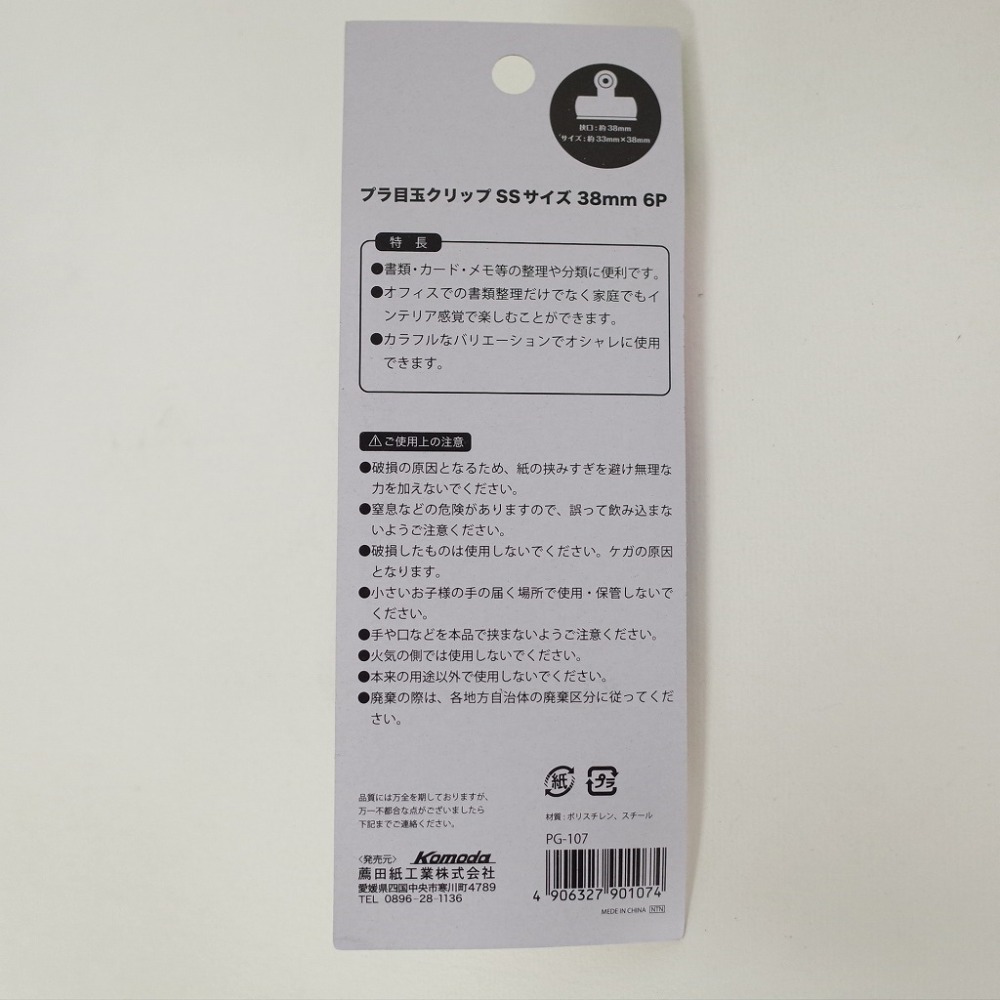 挟口：約38mm
サイズ：約33mm×38mm
プラ目玉クリップ SSサイズ 38mm 6P
特 長
●書類・カード・メモ等の整理や分類に便利です。
●オフィスでの書類整理だけでなく家庭でもイ
ンテリア感覚で楽しむことができます。
●カラフルなバリエーションでオシャレに使用
できます。
⚠ご使用上の注意
●破損の原因となるため、紙の挟みすぎを避け無理な
力を加えないでください。
●窒息などの危険がありますので、誤って飲み込まな
いようご注意ください。
●破損したものは使用しないでください。ケガの原因
となります。
●小さいお子様の手の届く場所で使用・保管しないで
ください。
●手や口などを本品で挟まないようご注意ください。
●火気の側では使用しないでください。
●本来の用途以外で使用しないでください。
●廃棄の際は、各地方自治体の廃棄区分に従ってくだ
さい。
品質には万全を期しておりますが、
万一不都合な点がございましたら
下記までご連絡ください。
〈発売元〉 Komoda
薦田紙工業株式会社
愛媛県四国中央市寒川町4789
TEL 0896-28-1136
紙 プラ
材質：ポリスチレン、スチール
PG-107
4 906327 901074
MADE IN CHINA NTN